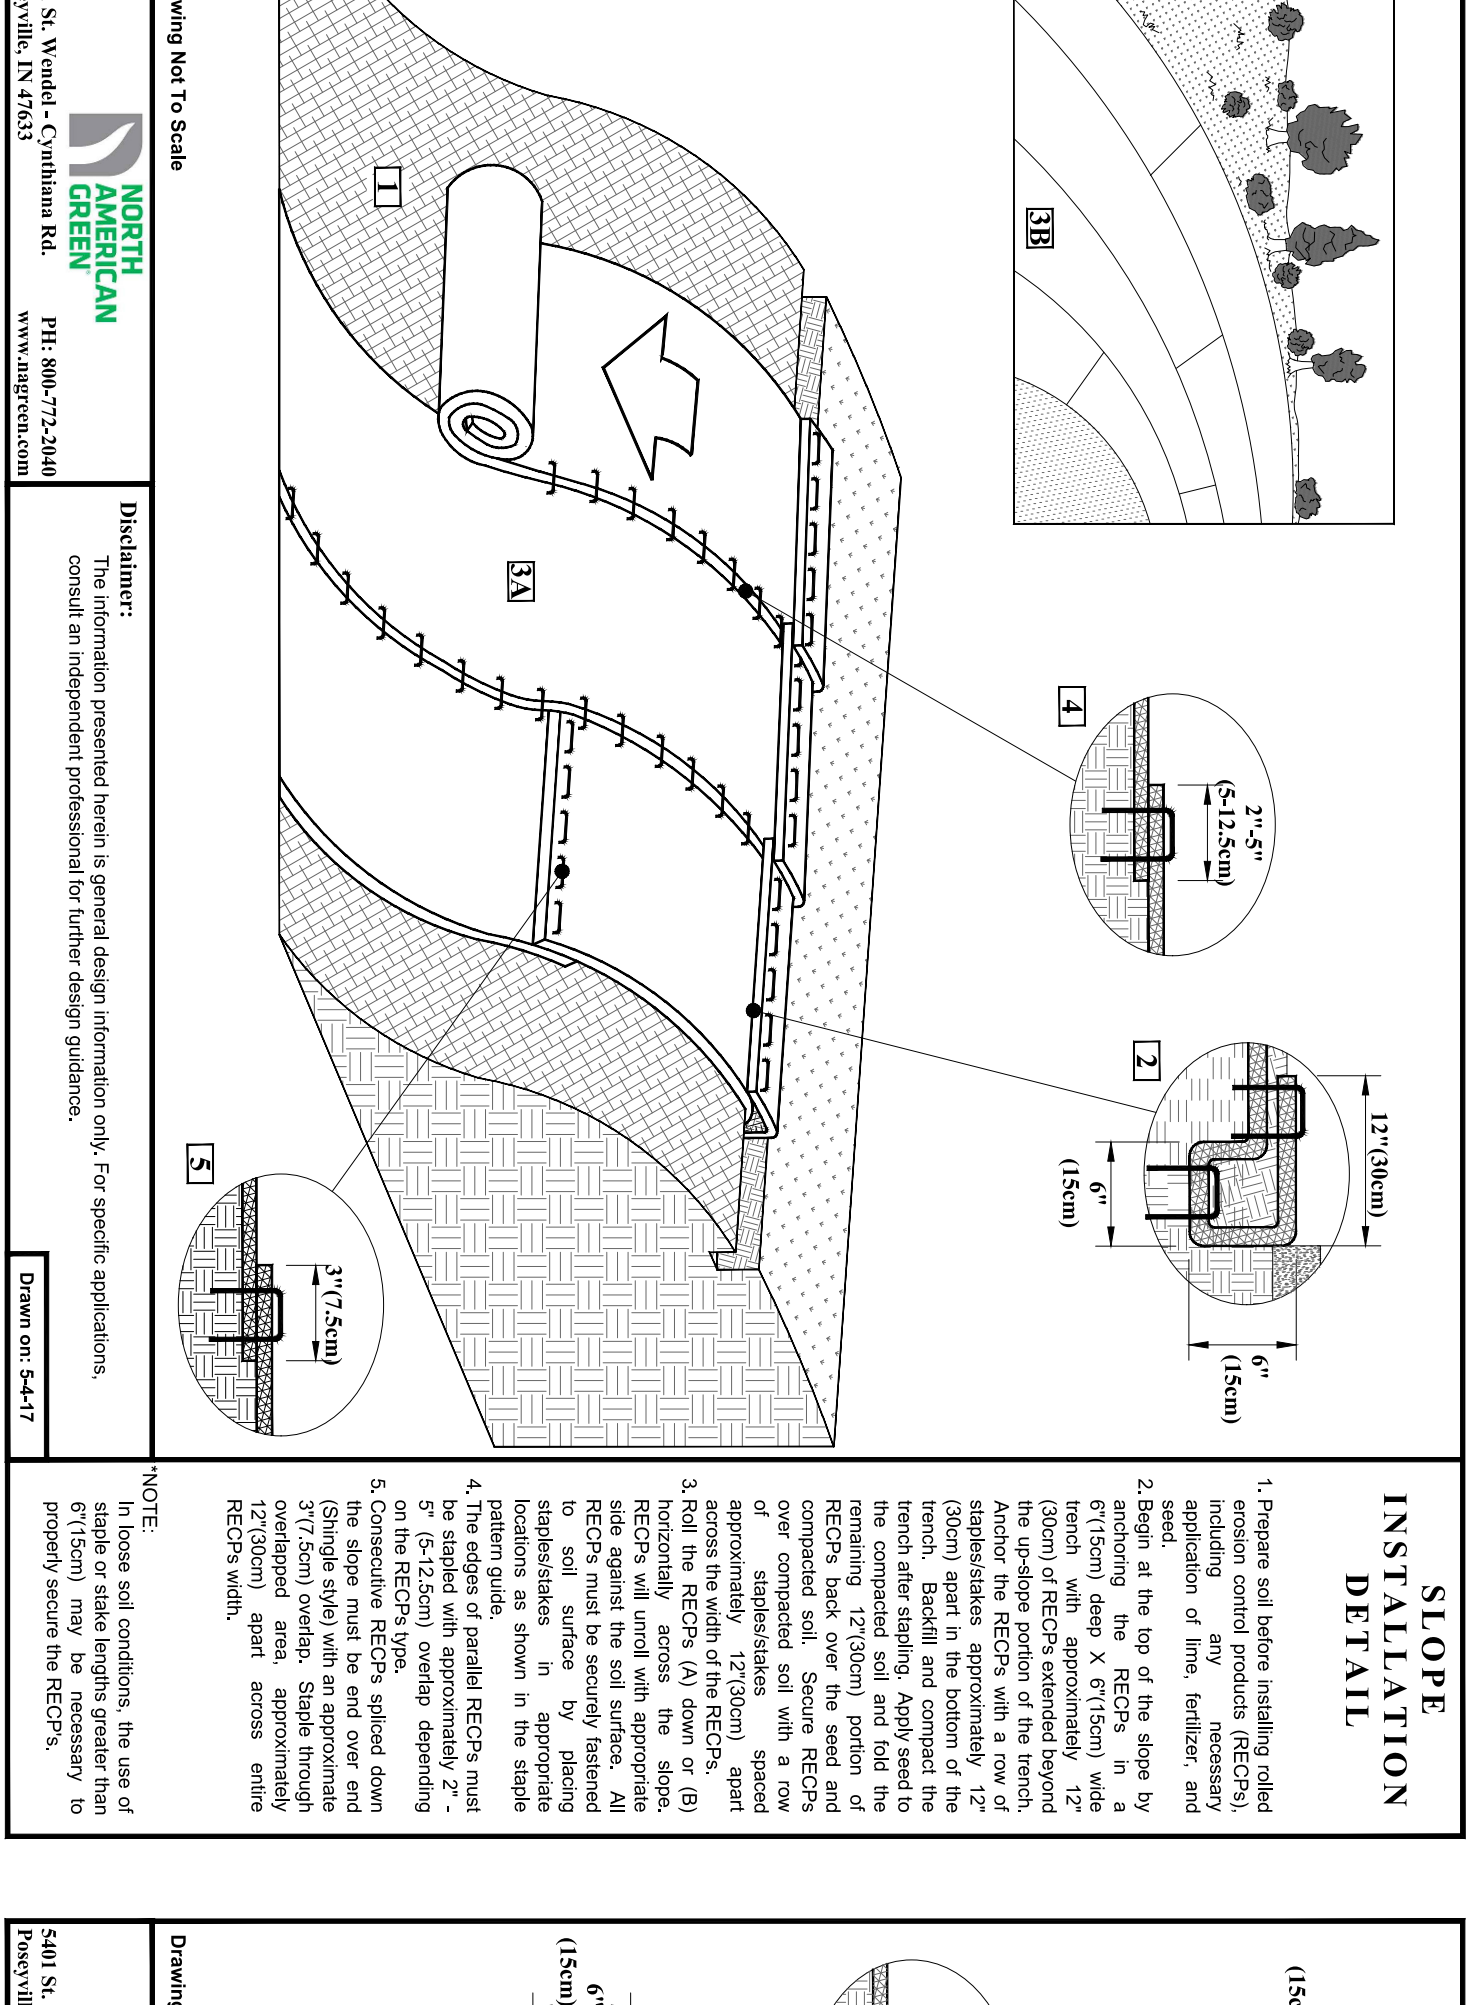 SLOPE
INSTALLATION
DETAIL
1. Prepare soil before installing rolled
erosion control products (RECPs),
including any necessary
application of lime, fertilizer, and
seed.
2. Begin at the top of the slope by
anchoring the RECPs in a
6"(15cm) deep X 6"(15cm) wide
trench with approximately 12"
(30cm) of RECPs extended beyond
the up-slope portion of the trench.
Anchor the RECPs with a row of
staples/stakes approximately 12"
(30cm) apart in the bottom of the
trench. Backfill and compact the
trench after stapling. Apply seed to
the compacted soil and fold the
remaining 12"(30cm) portion of
RECPs back over the seed and
compacted soil. Secure RECPs
over compacted soil with a row
of staples/stakes spaced
approximately 12"(30cm) apart
across the width of the RECPs.
3. Roll the RECPs (A) down or (B)
horizontally across the slope.
RECPs will unroll with appropriate
side against the soil surface. All
RECPs must be securely fastened
to soil surface by placing
staples/stakes in appropriate
locations as shown in the staple
pattern guide.
4. The edges of parallel RECPs must
be stapled with approximately 2" -
5" (5-12.5cm) overlap depending
on the RECPs type.
5. Consecutive RECPs spliced down
the slope must be end over end
(Shingle style) with an approximate
3"(7.5cm) overlap. Staple through
overlapped area, approximately
12"(30cm) apart across entire
RECPs width.
*NOTE:
In loose soil conditions, the use of
staple or stake lengths greater than
6"(15cm) may be necessary to
properly secure the RECP's.
3B
12"(30cm)
6"
(15cm)
2
6"
(15cm)
2"-5"
(5-12.5cm)
4
3A
1
5
3"(7.5cm)
wing Not To Scale
NORTH
AMERICAN
GREEN®
St. Wendel - Cynthiana Rd.
eyville, IN 47633
PH: 800-772-2040
www.nagreen.com
Disclaimer:
The information presented herein is general design information only. For specific applications,
consult an independent professional for further design guidance.
Drawn on: 5-4-17
(15c
6"
(15cm)
Drawing
5401 St.
Poseyvil